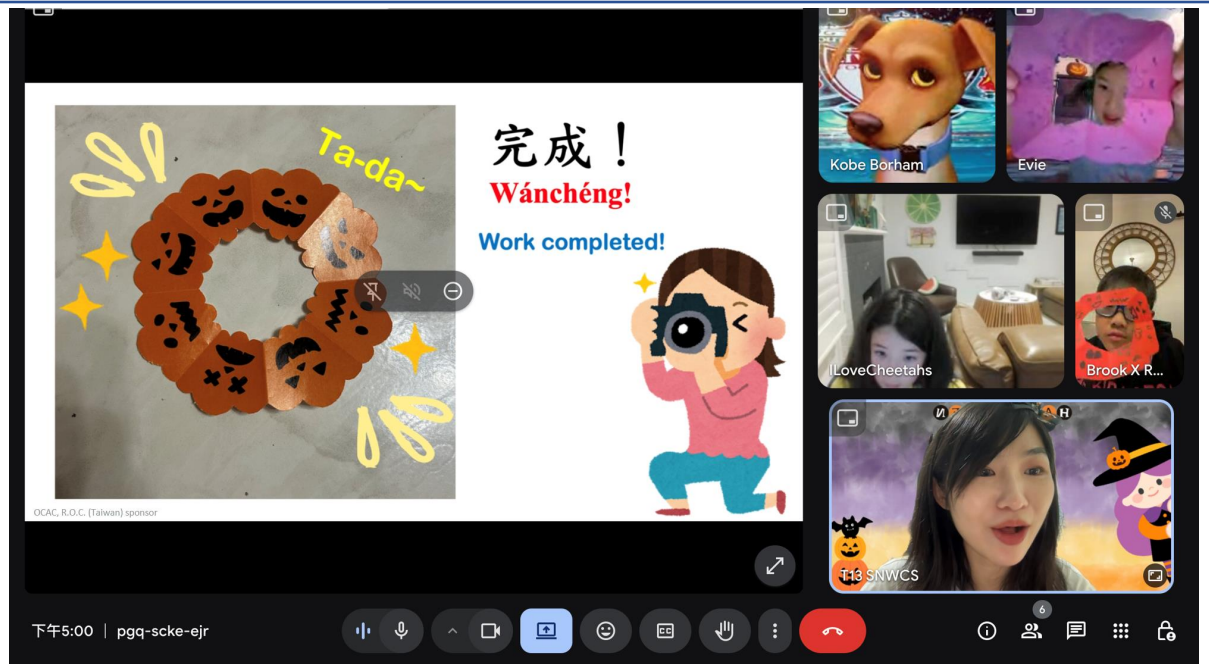 Ta-da~
完成！
Wánchéng!
Work completed!
OCAC, R.O.C. (Taiwan) sponsor
Kobe Borham
Evie
ILoveCheetahs
Brook X R...
T13 SNWCS
下午5:00 | pgq-scke-ejr
CC
6